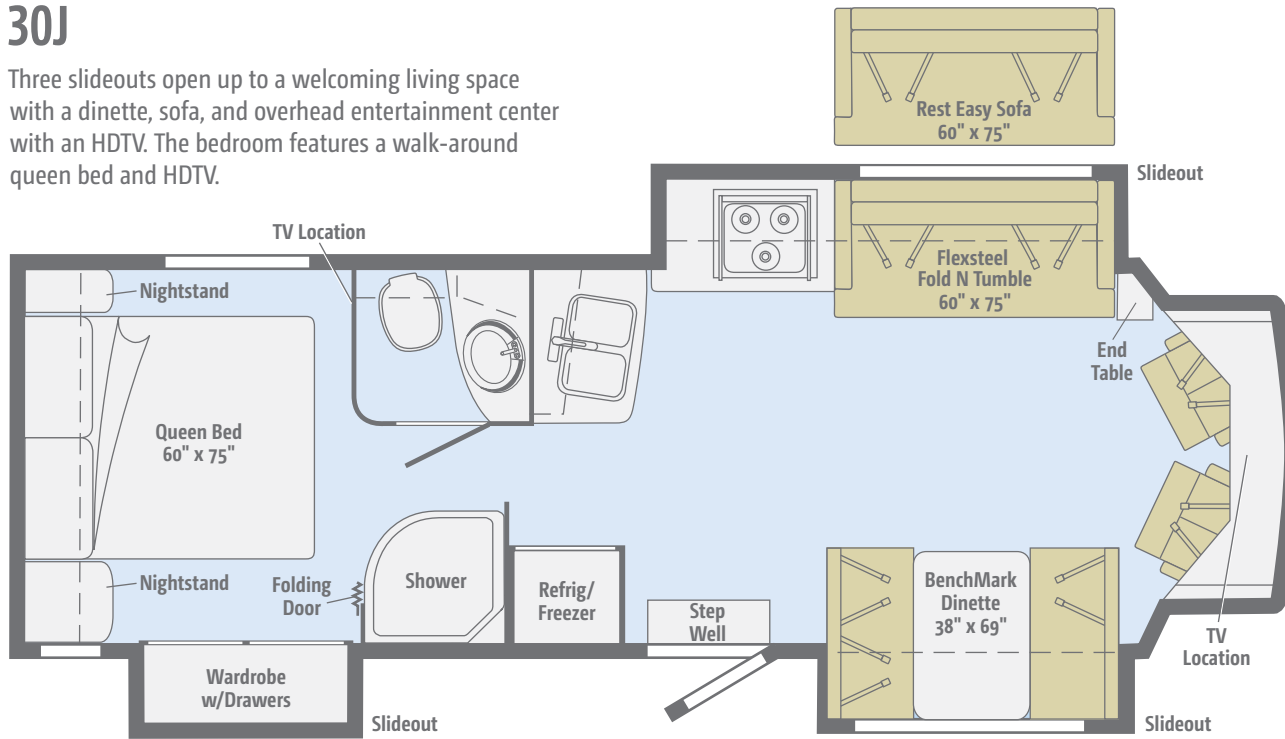 30J
Three slideouts open up to a welcoming living space
with a dinette, sofa, and overhead entertainment center
with an HDTV. The bedroom features a walk-around
queen bed and HDTV.
Rest Easy Sofa
60" x 75"
Slideout
TV Location
Flexsteel
Fold N Tumble
60" x 75"
Nightstand
End
Table
Queen Bed
60" x 75"
Nightstand
Folding
Door
Shower
Refrig/
Freezer
Step
Well
BenchMark
Dinette
38" x 69"
TV
Location
Wardrobe
w/Drawers
Slideout
Slideout